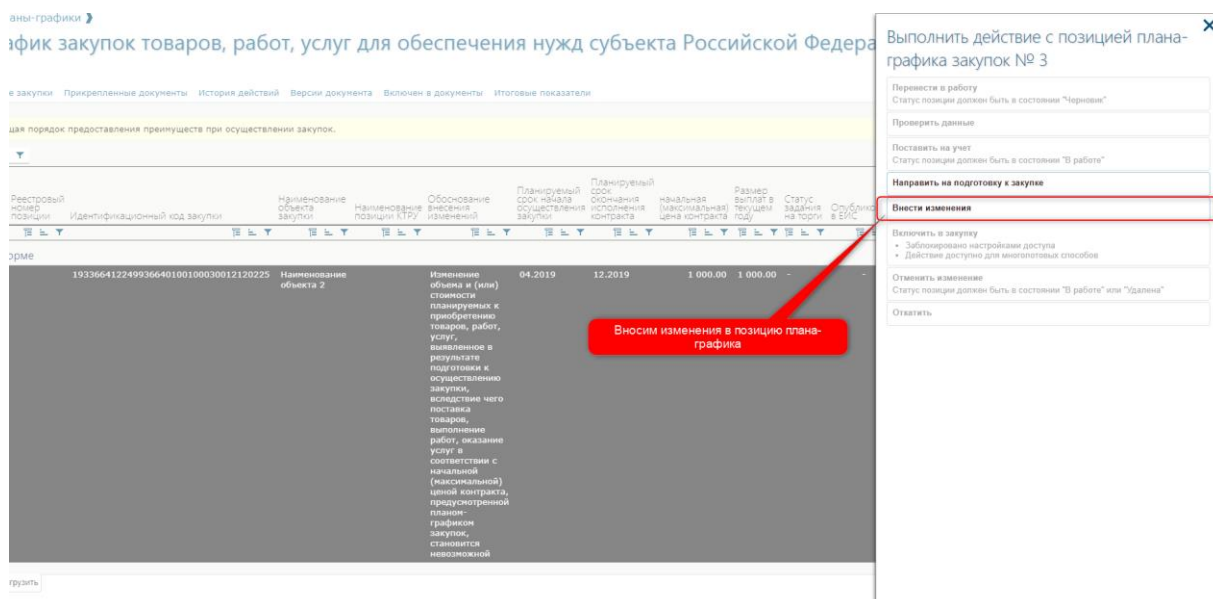 аны-графики ❱
афик закупок товаров, работ, услуг для обеспечения нужд субъекта Российской Федера
е закупки Прикрепленные документы История действий Версии документа Включен в документы Итоговые показатели
щая порядок предоставления преимуществ при осуществлении закупок.
Реестровый
номер
позиции
Идентификационный код закупки
Наименование
объекта
закупки
Наименование
позиции КТРУ
Обоснование
внесения
изменений
Планируемый
срок начала
осуществления
закупки
Планируемый
срок
окончания
исполнения
контракта
начальная
(максимальная)
цена контракта
Размер
выплат в
текущем
году
Статус
задания
на торги
Опублико
в ЕИС
орме
193366412249936640100100030012120225
Наименование
объекта 2
Изменение
объема и (или)
стоимости
планируемых к
приобретению
товаров, работ,
услуг,
выявленное в
результате
подготовки к
осуществлению
закупки,
вследствие чего
поставка
товаров,
выполнение
работ, оказание
услуг в
соответствии с
начальной
(максимальной)
ценой контракта,
предусмотренной
планом-
графиком
закупок,
становится
невозможной
04.2019
12.2019
1 000.00
1 000.00
-
-
грузить
Вносим изменения в позицию плана-
графика
Выполнить действие с позицией плана-
графика закупок № 3
Перенести в работу
Статус позиции должен быть в состоянии "Черновик"
Проверить данные
Поставить на учет
Статус позиции должен быть в состоянии "В работе"
Направить на подготовку к закупке
Внести изменения
Включить в закупку
• Заблокировано настройками доступа
• Действие доступно для многолотовых способов
Отменить изменение
Статус позиции должен быть в состоянии "В работе" или "Удалена"
Откатить